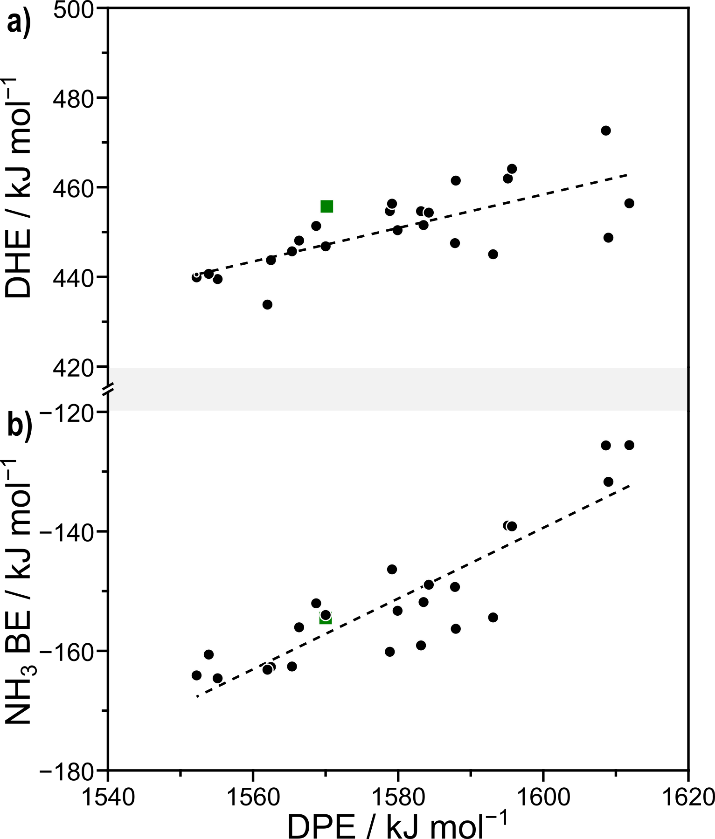 a)
500
480
460
440
420
DHE / kJ mol⁻¹
b)
−120
−140
−160
−180
NH₃ BE / kJ mol⁻¹
1540 1560 1580 1600 1620
DPE / kJ mol⁻¹